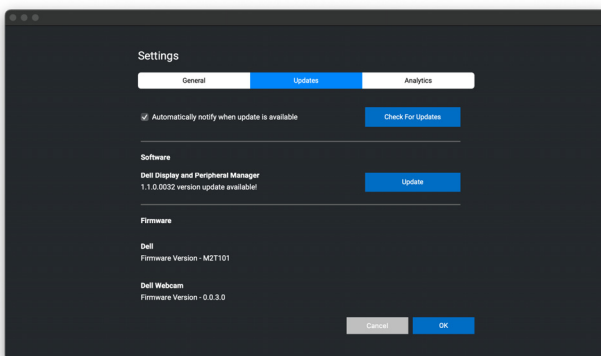 Settings
General
Updates
Analytics
Automatically notify when update is available
Check For Updates
Software
Dell Display and Peripheral Manager
1.1.0.0032 version update available!
Update
Firmware
Dell
Firmware Version - M2T101
Dell Webcam
Firmware Version - 0.0.3.0
Cancel
OK